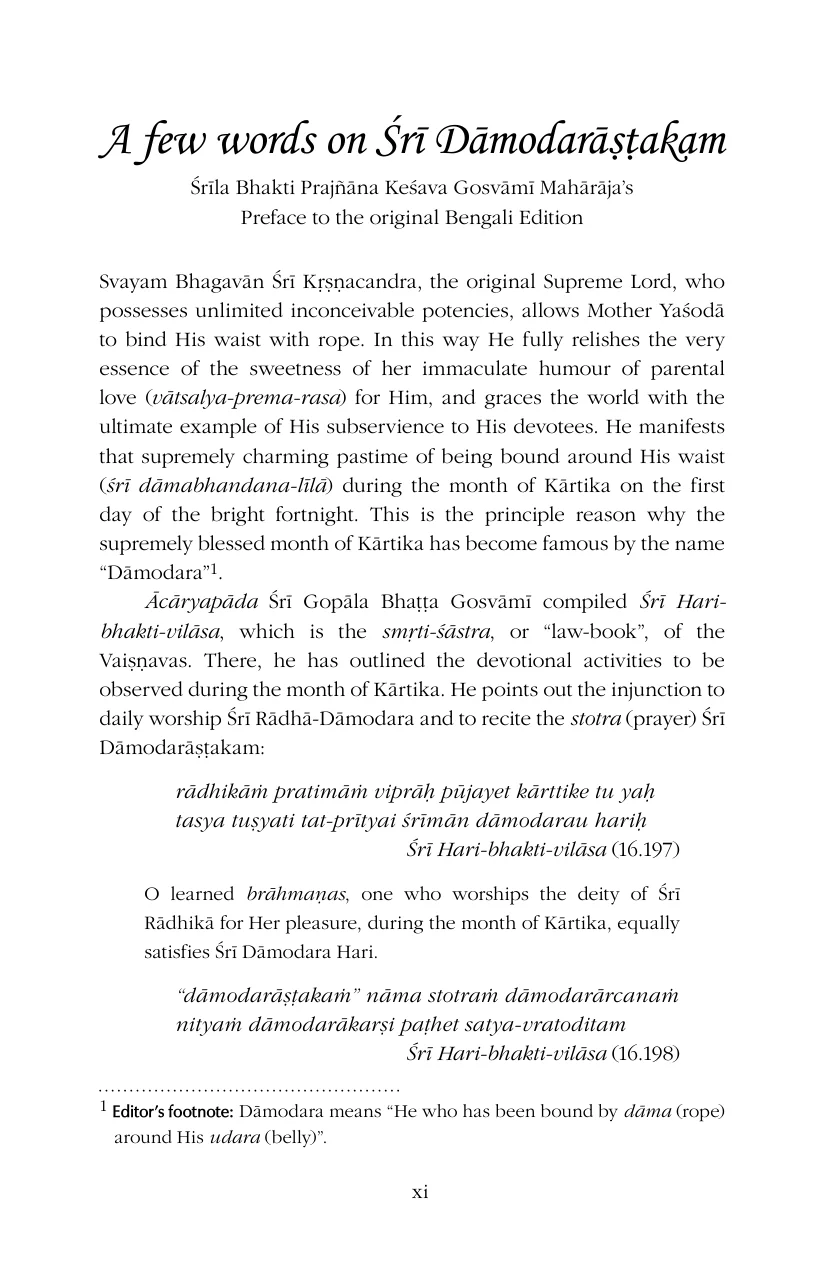 A few words on Śrī Dāmodarāṣṭakam
Śrīla Bhakti Prajñāna Keśava Gosvāmī Mahārāja’s
Preface to the original Bengali Edition
Svayam Bhagavān Śrī Kṛṣṇacandra, the original Supreme Lord, who
possesses unlimited inconceivable potencies, allows Mother Yaśodā
to bind His waist with rope. In this way He fully relishes the very
essence of the sweetness of her immaculate humour of parental
love (vātsalya-prema-rasa) for Him, and graces the world with the
ultimate example of His subservience to His devotees. He manifests
that supremely charming pastime of being bound around His waist
(śrī dāmabhandana-līlā) during the month of Kārtika on the first
day of the bright fortnight. This is the principle reason why the
supremely blessed month of Kārtika has become famous by the name
“Dāmodara”1.
Ācāryapāda Śrī Gopāla Bhaṭṭa Gosvāmī compiled Śrī Hari-
bhakti-vilāsa, which is the smṛti-śāstra, or “law-book”, of the
Vaiṣṇavas. There, he has outlined the devotional activities to be
observed during the month of Kārtika. He points out the injunction to
daily worship Śrī Rādhā-Dāmodara and to recite the stotra (prayer) Śrī
Dāmodarāṣṭakam:
rādhikāṁ pratimāṁ viprāḥ pūjayet kārttike tu yaḥ
tasya tuṣyati tat-prītyai śrīmān dāmodarau hariḥ
Śrī Hari-bhakti-vilāsa (16.197)
O learned brāhmaṇas, one who worships the deity of Śrī
Rādhikā for Her pleasure, during the month of Kārtika, equally
satisfies Śrī Dāmodara Hari.
“dāmodarāṣṭakaṁ” nāma stotraṁ dāmodarārcanaṁ
nityaṁ dāmodarākarṣi paṭhet satya-vratoditam
Śrī Hari-bhakti-vilāsa (16.198)
1 Editor’s footnote: Dāmodara means “He who has been bound by dāma (rope)
around His udara (belly)”.
xi